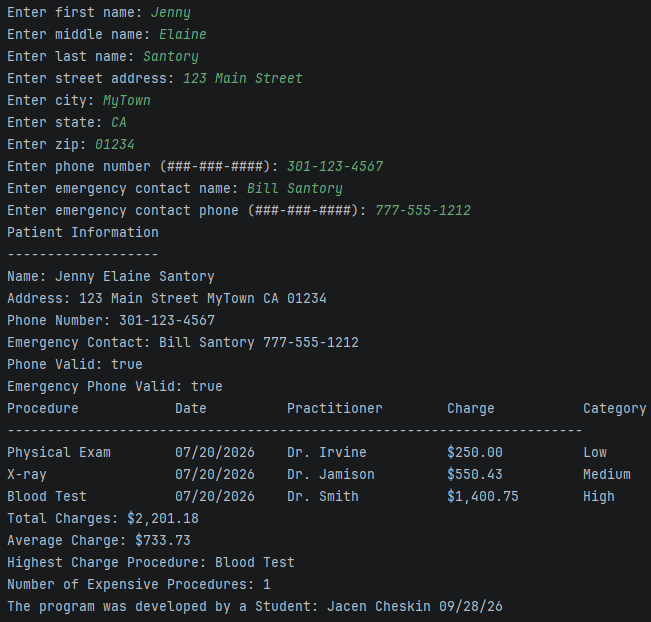 Enter first name: Jenny
Enter middle name: Elaine
Enter last name: Santory
Enter street address: 123 Main Street
Enter city: MyTown
Enter state: CA
Enter zip: 01234
Enter phone number (###-###-####): 301-123-4567
Enter emergency contact name: Bill Santory
Enter emergency contact phone (###-###-####): 777-555-1212
Patient Information
-------------------
Name: Jenny Elaine Santory
Address: 123 Main Street MyTown CA 01234
Phone Number: 301-123-4567
Emergency Contact: Bill Santory 777-555-1212
Phone Valid: true
Emergency Phone Valid: true
Procedure            Date          Practitioner        Charge           Category
------------------------------------------------------------------------
Physical Exam        07/20/2026    Dr. Irvine          $250.00          Low
X-ray                07/20/2026    Dr. Jamison         $550.43          Medium
Blood Test           07/20/2026    Dr. Smith           $1,400.75        High
Total Charges: $2,201.18
Average Charge: $733.73
Highest Charge Procedure: Blood Test
Number of Expensive Procedures: 1
The program was developed by a Student: Jacen Cheskin 09/28/26